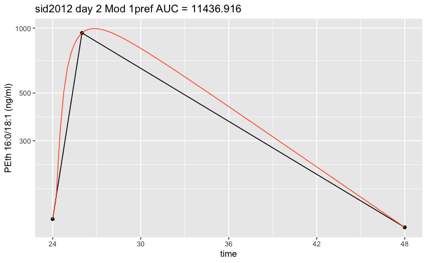 sid2012 day 2 Mod 1pref AUC = 11436.916
1000
500
300
PEth 16:0/18:1 (ng/ml)
24
30
36
42
48
time